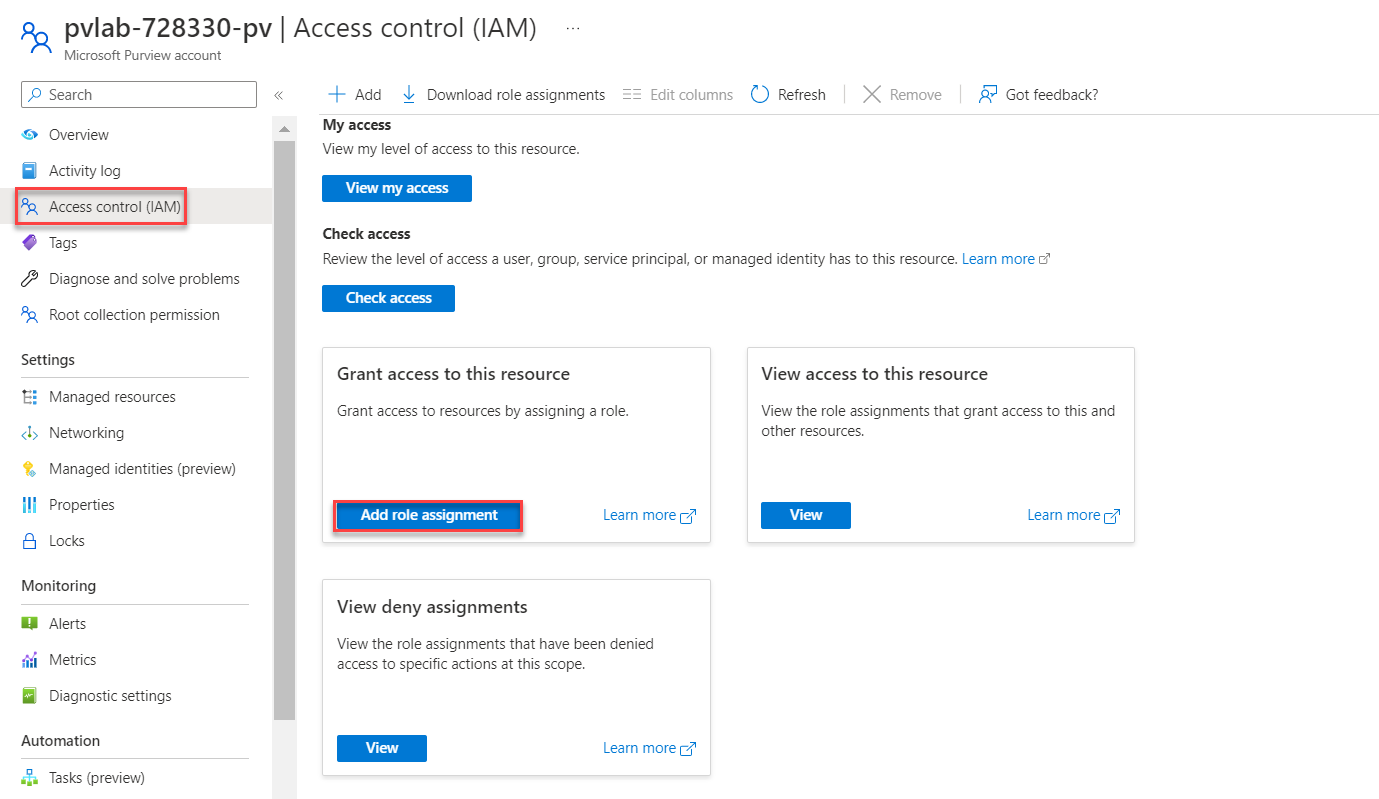 pvlab-728330-pv | Access control (IAM) ...
Microsoft Purview account
Search «
Overview
Activity log
Access control (IAM)
Tags
Diagnose and solve problems
Root collection permission
Settings
Managed resources
Networking
Managed identities (preview)
Properties
Locks
Monitoring
Alerts
Metrics
Diagnostic settings
Automation
Tasks (preview)
Add Download role assignments Edit columns Refresh Remove Got feedback?
My access
View my level of access to this resource.
View my access
Check access
Review the level of access a user, group, service principal, or managed identity has to this resource. Learn more
Check access
Grant access to this resource
Grant access to resources by assigning a role.
Add role assignment Learn more
View access to this resource
View the role assignments that grant access to this and
other resources.
View Learn more
View deny assignments
View the role assignments that have been denied
access to specific actions at this scope.
View Learn more